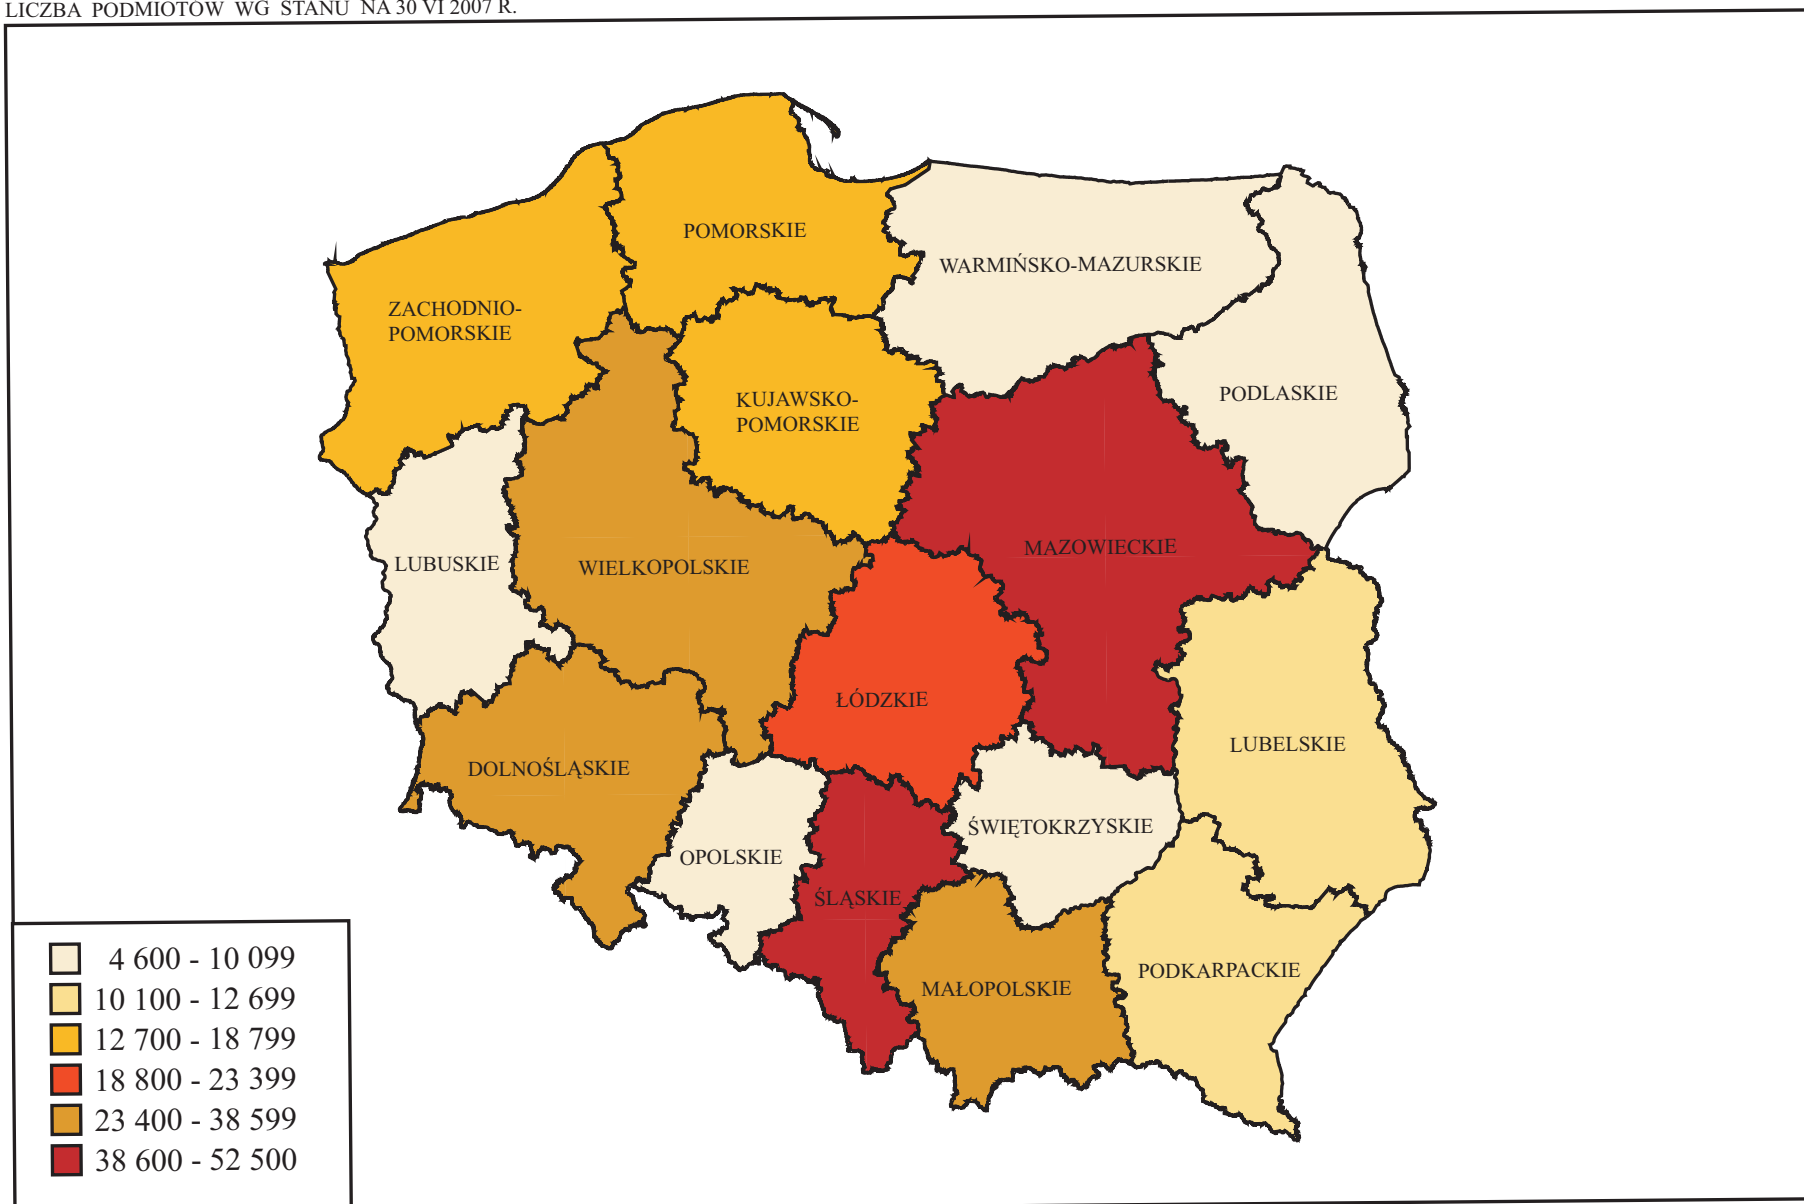 LICZBA PODMIOTÓW WG STANU NA 30 VI 2007 R.
POMORSKIE
WARMIŃSKO-MAZURSKIE
ZACHODNIO-
POMORSKIE
PODLASKIE
KUJAWSKO-
POMORSKIE
MAZOWIECKIE
LUBUSKIE
WIELKOPOLSKIE
ŁÓDZKIE
LUBELSKIE
DOLNOŚLĄSKIE
ŚWIĘTOKRZYSKIE
OPOLSKIE
ŚLĄSKIE
PODKARPACKIE
MAŁOPOLSKIE
4 600 - 10 099
10 100 - 12 699
12 700 - 18 799
18 800 - 23 399
23 400 - 38 599
38 600 - 52 500